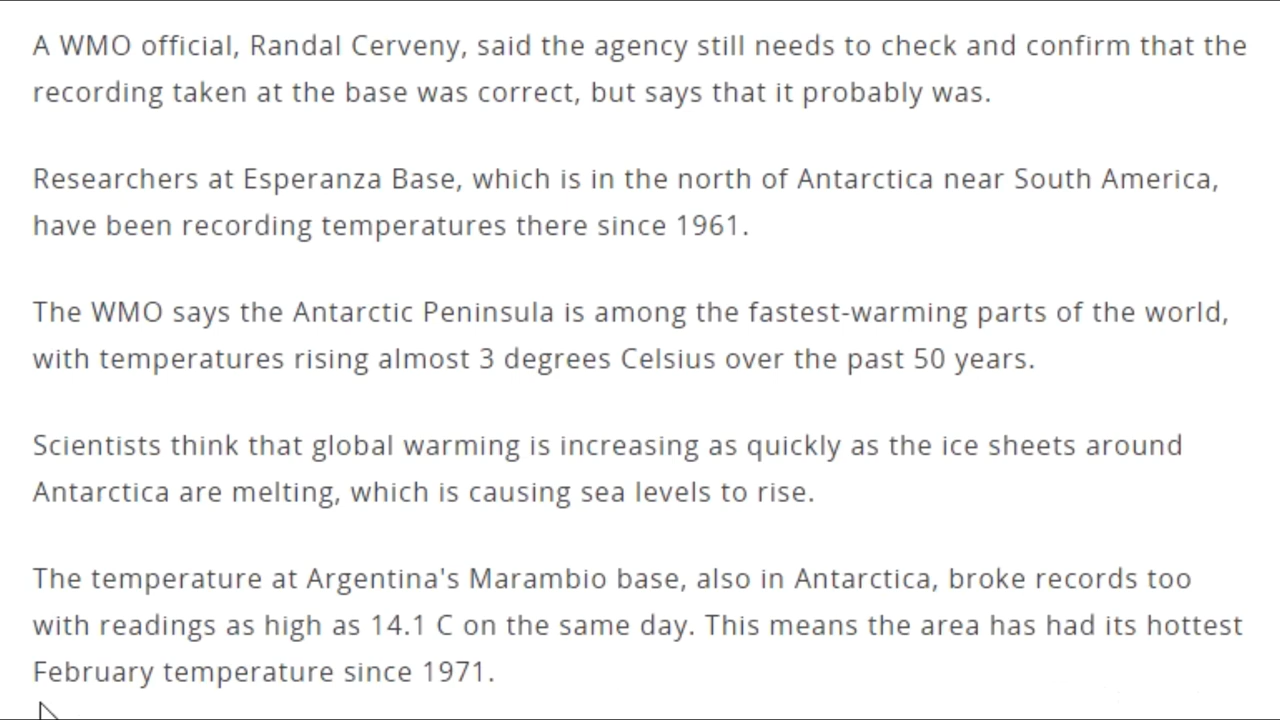 A WMO official, Randal Cerveny, said the agency still needs to check and confirm that the
recording taken at the base was correct, but says that it probably was.
Researchers at Esperanza Base, which is in the north of Antarctica near South America,
have been recording temperatures there since 1961.
The WMO says the Antarctic Peninsula is among the fastest-warming parts of the world,
with temperatures rising almost 3 degrees Celsius over the past 50 years.
Scientists think that global warming is increasing as quickly as the ice sheets around
Antarctica are melting, which is causing sea levels to rise.
The temperature at Argentina's Marambio base, also in Antarctica, broke records too
with readings as high as 14.1 C on the same day. This means the area has had its hottest
February temperature since 1971.